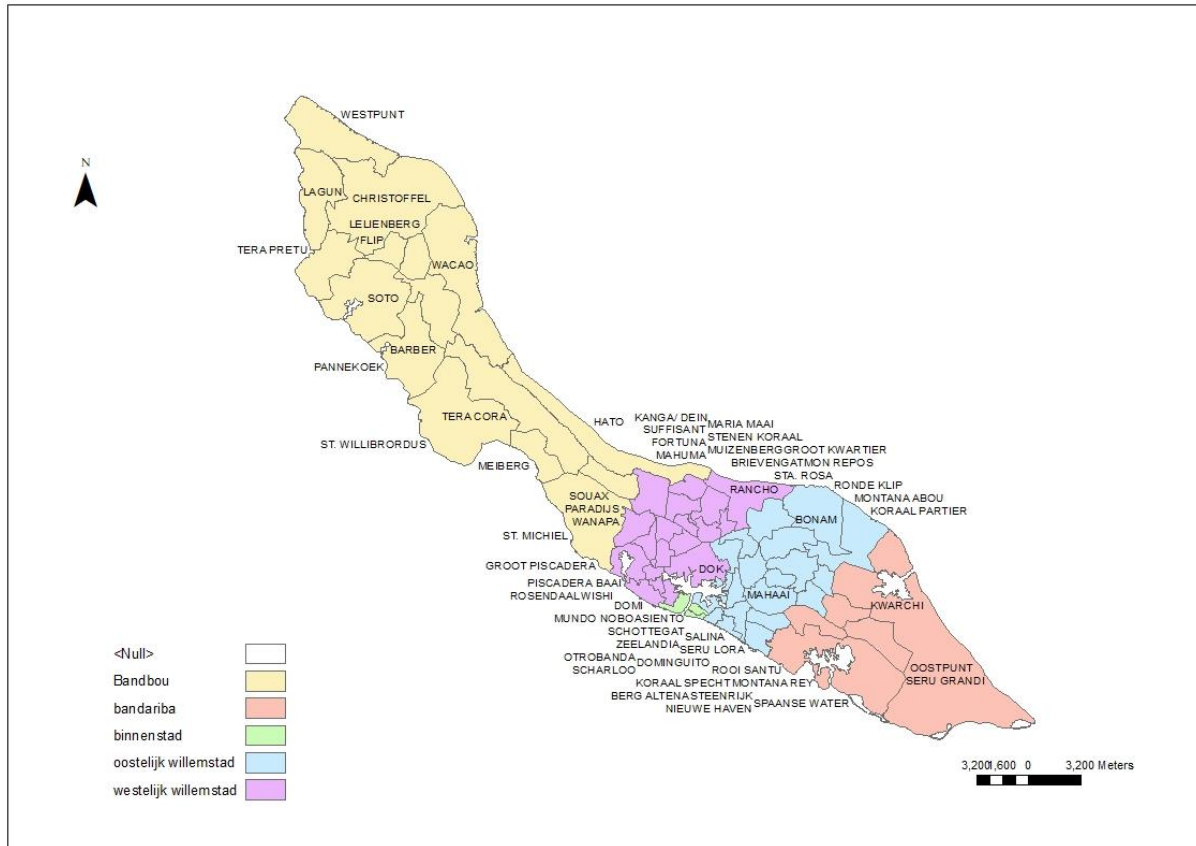 WESTPUNT
N
LAGUN
CHRISTOFFEL
LELIENBERG
FLIP
TERA PRETU
WACAO
SOTO
BARBER
PANNEKOEK
TERA CORA
HATO
ST. WILLIBRORDUS
MEIBERG
KANGA/ DEIN
SUFFISANT
FORTUNA
MAHUMA
MARIA MAAI
STENEN KORAAL
MUIZENBERG
GROOT KWARTIER
BRIEVENGAT
MON REPOS
STA. ROSA
RONDE KLIP
MONTANA ABOU
KORAAL PARTIER
RANCHO
BONAM
SOUAX
PARADIJS
WANAPA
ST. MICHIEL
GROOT PISCADERA
PISCADERA BAAI
ROSENDAAL
WISHI
DOK
MAHAAI
KWARCHI
DOMI
MUNDO NOBO
ASIENTO
SCHOTTEGAT
ZEELANDIA
SALINA
SERU LORA
OTROBANDA
DOMINGUITO
SCHARLOO
ROOI SANTU
KORAAL SPECHT
MONTANA REY
BERG ALTENA
STEENRIJK
NIEUWE HAVEN
SPAANSE WATER
OOSTPUNT
SERU GRANDI
<Null>
Bandbou
bandariba
binnenstad
oostelijk willemstad
westelijk willemstad
3,200 1,600 0 3,200 Meters